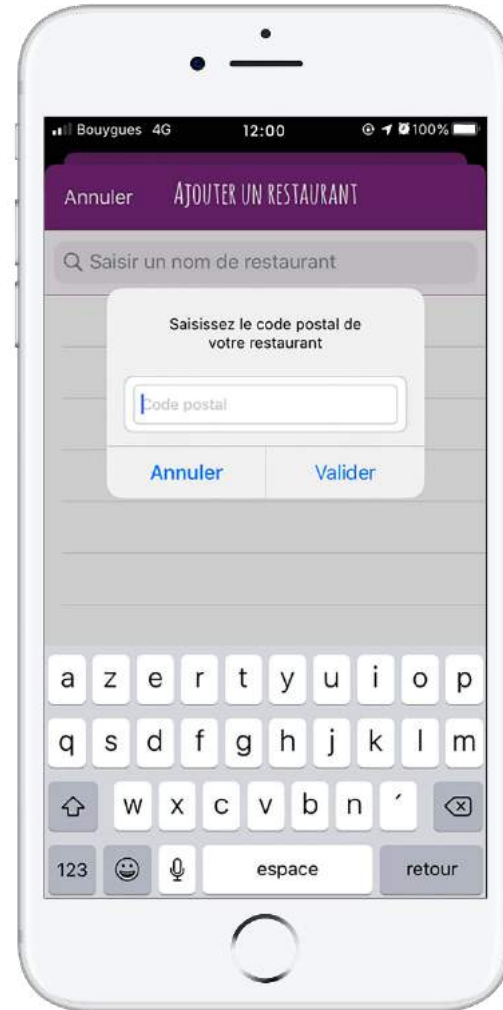 Bouygues 4G 12:00 100%
Annuler AJOUTER UN RESTAURANT
Saisir un nom de restaurant
Saisissez le code postal de
votre restaurant
Code postal
Annuler Valider
a z e r t y u i o p
q s d f g h j k l m
w x c v b n ´
123 espace retour